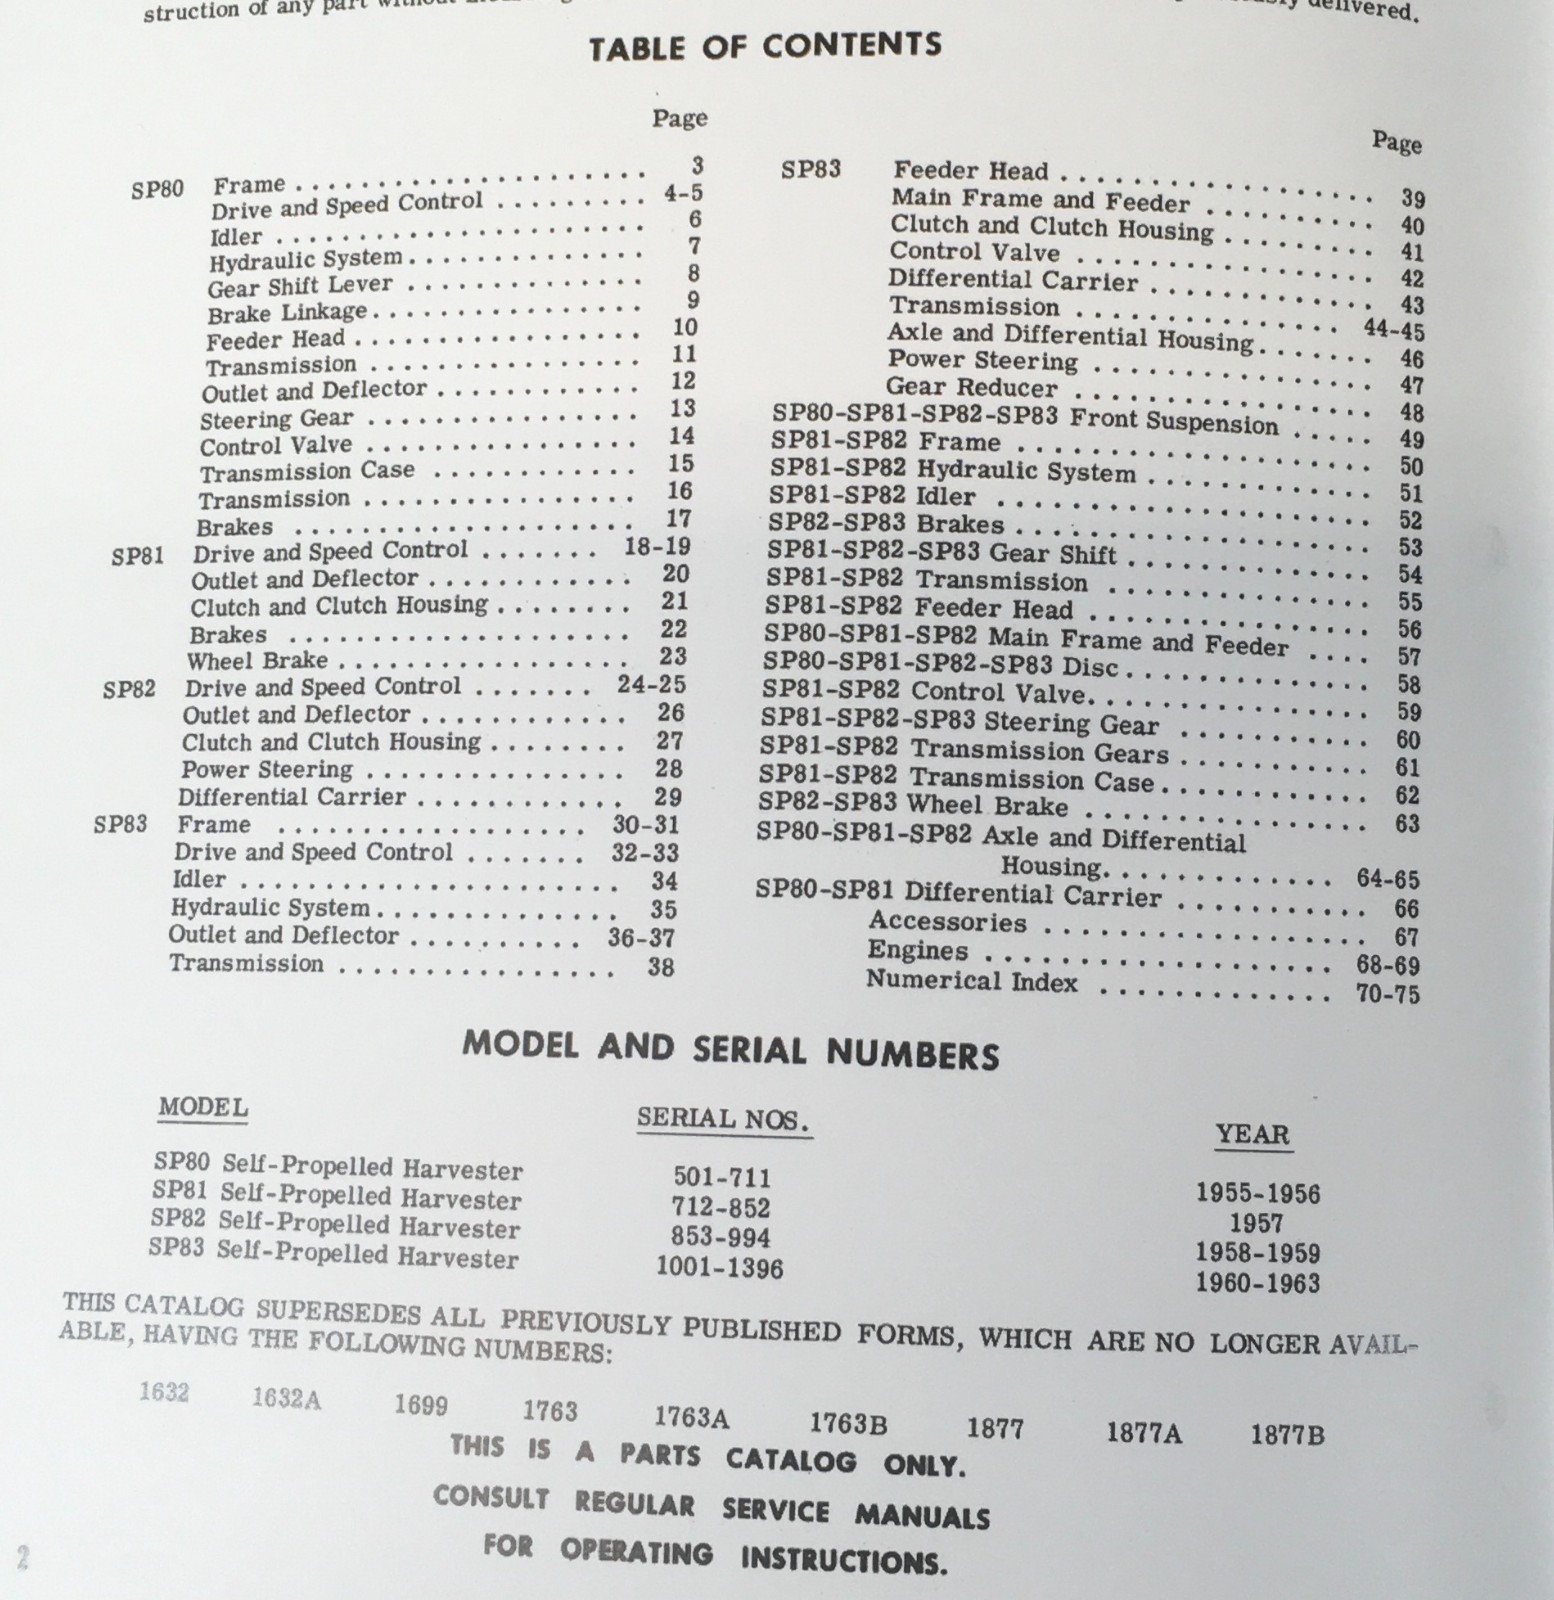 struction of any part
delivered.
TABLE OF CONTENTS
Page
SP80 Frame . . . . . . . . . . . . . . . . . . . . . 3
Drive and Speed Control . . . . . . . . . 4-5
Idler . . . . . . . . . . . . . . . . . . . . . . 6
Hydraulic System . . . . . . . . . . . . . . 7
Gear Shift Lever . . . . . . . . . . . . . 8
Brake Linkage . . . . . . . . . . . . . . . 9
Feeder Head . . . . . . . . . . . . . . . . 10
Transmission . . . . . . . . . . . . . . . 11
Outlet and Deflector . . . . . . . . . . . 12
Steering Gear . . . . . . . . . . . . . . . 13
Control Valve . . . . . . . . . . . . . . . 14
Transmission Case . . . . . . . . . . . . 15
Transmission . . . . . . . . . . . . . . . 16
Brakes . . . . . . . . . . . . . . . . . . . 17
SP81 Drive and Speed Control . . . . . . . 18-19
Outlet and Deflector . . . . . . . . . . . 20
Clutch and Clutch Housing . . . . . . . . 21
Brakes . . . . . . . . . . . . . . . . . . . 22
Wheel Brake . . . . . . . . . . . . . . . . 23
SP82 Drive and Speed Control . . . . . . . 24-25
Outlet and Deflector . . . . . . . . . . . 26
Clutch and Clutch Housing . . . . . . . . 27
Power Steering . . . . . . . . . . . . . . 28
Differential Carrier . . . . . . . . . . . . 29
SP83 Frame . . . . . . . . . . . . . . . . . 30-31
Drive and Speed Control . . . . . . . 32-33
Idler . . . . . . . . . . . . . . . . . . . . . 34
Hydraulic System . . . . . . . . . . . . . 35
Outlet and Deflector . . . . . . . . . . 36-37
Transmission . . . . . . . . . . . . . . . 38
Page
SP83 Feeder Head . . . . . . . . . . . . . . . . . . 39
Main Frame and Feeder . . . . . . . . . . 40
Clutch and Clutch Housing . . . . . . . . . 41
Control Valve . . . . . . . . . . . . . . . . . 42
Differential Carrier . . . . . . . . . . . . . 43
Transmission . . . . . . . . . . . . . . . 44-45
Axle and Differential Housing . . . . . . . 46
Power Steering . . . . . . . . . . . . . . . . 47
Gear Reducer . . . . . . . . . . . . . . . . . 48
SP80-SP81-SP82-SP83 Front Suspension . . . . . 49
SP81-SP82 Frame . . . . . . . . . . . . . . . . . . . . 50
SP81-SP82 Hydraulic System . . . . . . . . . . . . . 51
SP81-SP82 Idler . . . . . . . . . . . . . . . . . . . . . 52
SP82-SP83 Brakes . . . . . . . . . . . . . . . . . . . . 53
SP81-SP82-SP83 Gear Shift . . . . . . . . . . . . . . 54
SP81-SP82 Transmission . . . . . . . . . . . . . . . 55
SP81-SP82 Feeder Head . . . . . . . . . . . . . . . . 56
SP80-SP81-SP82 Main Frame and Feeder . . . . 57
SP80-SP81-SP82-SP83 Disc . . . . . . . . . . . . . . 58
SP81-SP82 Control Valve . . . . . . . . . . . . . . . . 59
SP81-SP82-SP83 Steering Gear . . . . . . . . . . . 60
SP81-SP82 Transmission Gears . . . . . . . . . . . 61
SP81-SP82 Transmission Case . . . . . . . . . . . . 62
SP82-SP83 Wheel Brake . . . . . . . . . . . . . . . . 63
SP80-SP81-SP82 Axle and Differential
Housing . . . . . . . . . . . . . 64-65
SP80-SP81 Differential Carrier . . . . . . . . . . . 66
Accessories . . . . . . . . . . . . . . . . . . 67
Engines . . . . . . . . . . . . . . . . . . . 68-69
Numerical Index . . . . . . . . . . . . . 70-75
MODEL AND SERIAL NUMBERS
MODEL SERIAL NOS. YEAR
SP80 Self-Propelled Harvester 501-711 1955-1956
SP81 Self-Propelled Harvester 712-852 1957
SP82 Self-Propelled Harvester 853-994 1958-1959
SP83 Self-Propelled Harvester 1001-1396 1960-1963
THIS CATALOG SUPERSEDES ALL PREVIOUSLY PUBLISHED FORMS, WHICH ARE NO LONGER AVAIL-
ABLE, HAVING THE FOLLOWING NUMBERS:
1632 1632A 1699 1763 1763A 1763B 1877 1877A 1877B
THIS IS A PARTS CATALOG ONLY.
CONSULT REGULAR SERVICE MANUALS
FOR OPERATING INSTRUCTIONS.
2